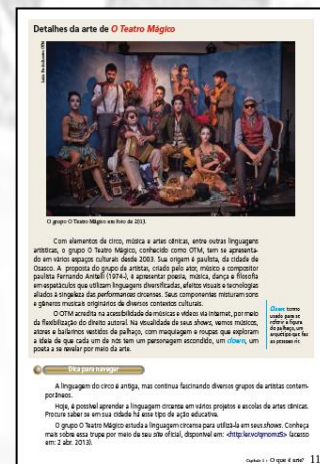 Detalhes da arte de O Teatro Mágico
O grupo O Teatro Mágico em foto de 2013.
Com elementos de circo, música e artes cênicas, entre outras linguagens
artísticas, o grupo O Teatro Mágico, conhecido como OTM, tem se apresenta-
do em vários espaços culturais desde 2003. Sua origem é paulista, da cidade de
Osasco. A proposta do grupo de artistas, criado pelo ator, músico e compositor
paulista Fernando Anitelli (1974-), é apresentar poesia, música, dança e filosofia
em espetáculos que utilizam linguagens diversificadas, efeitos visuais e tecnologias
aliados à singeleza das performances circenses. Seus componentes misturam sons
e gêneros musicais originários de diversos contextos culturais.
O OTM acredita na acessibilidade de músicas e vídeos via internet, por meio
da flexibilização do direito autoral. Na visualidade de seus shows, vemos músicos,
atores e bailarinos vestidos de palhaço, com maquiagem e roupas que exploram
a ideia de que cada um de nós tem um personagem escondido, um clown, um
poeta a se revelar por meio da arte.
Clown: termo
usado para se
referir à figura
do palhaço, um
arquétipo que faz
as pessoas rir.
Dica para navegar
A linguagem do circo é antiga, mas continua fascinando diversos grupos de artistas contem-
porâneos.
Hoje, é possível aprender a linguagem circense em vários projetos e escolas de artes cênicas.
Procure saber se em sua cidade há esse tipo de ação educativa.
O grupo O Teatro Mágico estuda a linguagem circense para utilizá-la em seus shows. Conheça
mais sobre essa trupe por meio de seu site oficial, disponível em: (acesso
em: 2 abr. 2013).
Capítulo 1 • O que é arte? 11